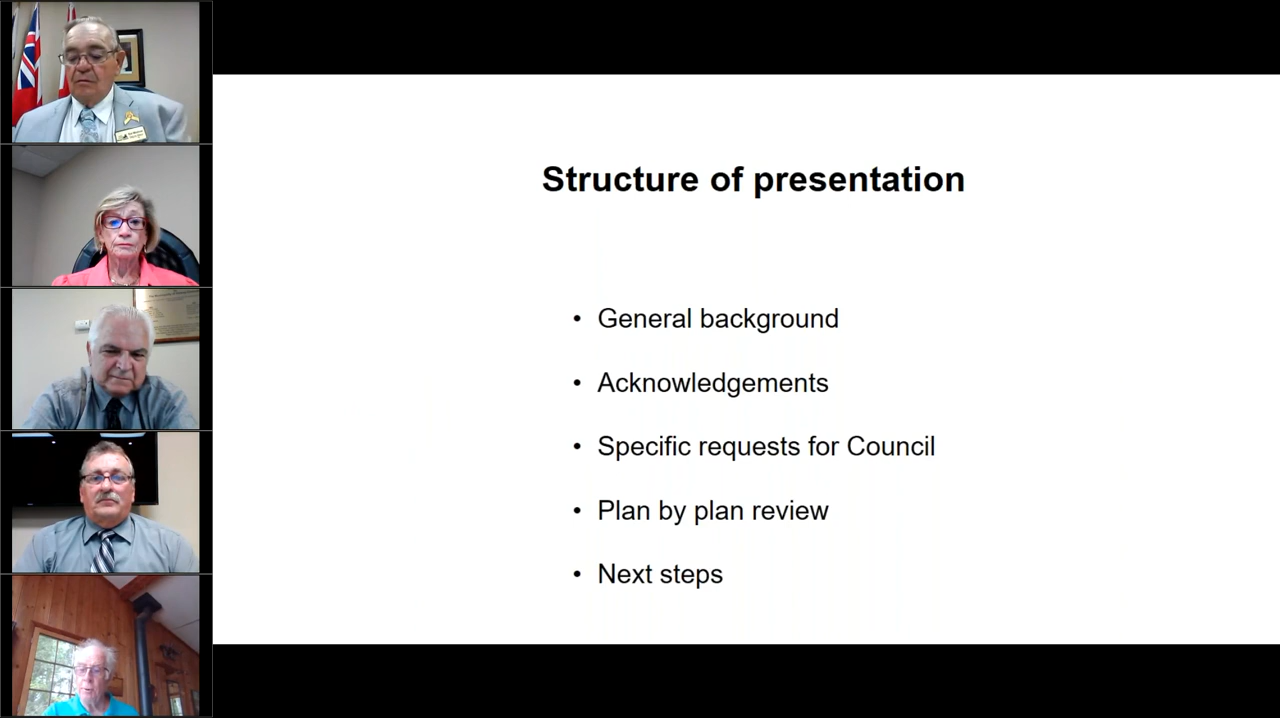 Structure of presentation
• General background
• Acknowledgements
• Specific requests for Council
• Plan by plan review
• Next steps